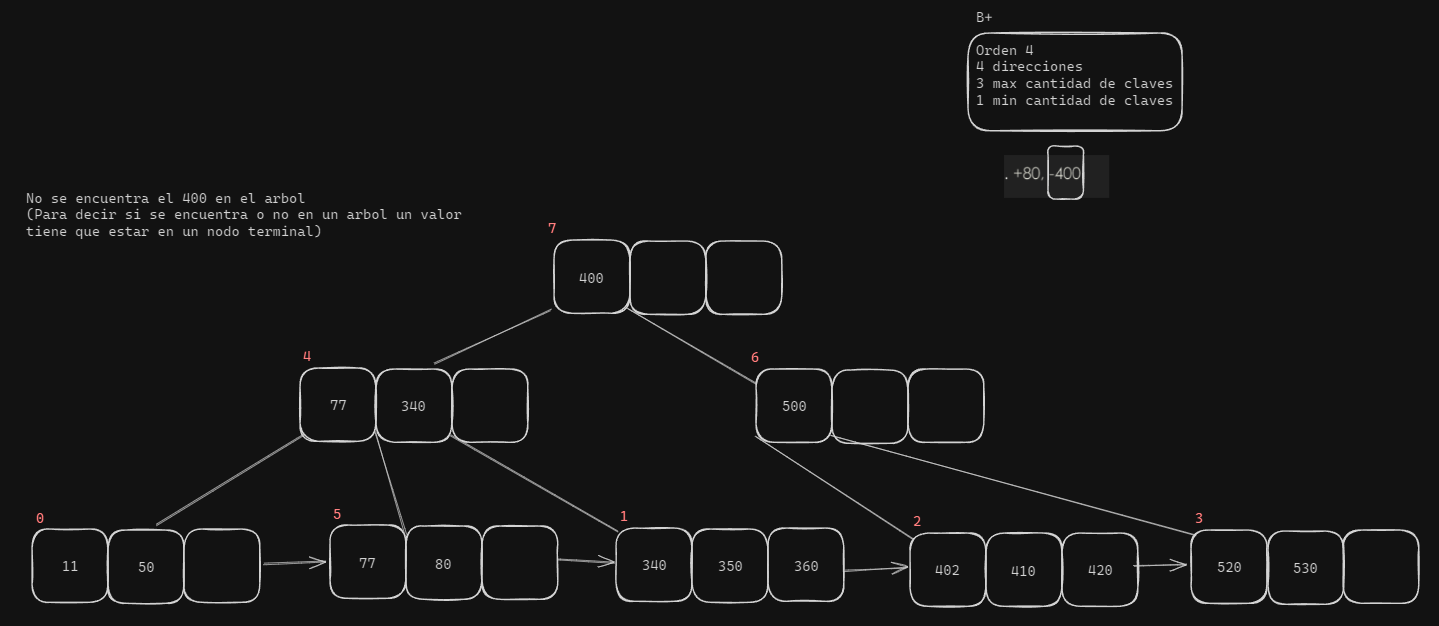 B+
Orden 4
4 direcciones
3 max cantidad de claves
1 min cantidad de claves
. +80, -400
No se encuentra el 400 en el arbol
(Para decir si se encuentra o no en un arbol un valor
tiene que estar en un nodo terminal)
7
400
4
77 340
6
500
0
11 50
5
77 80
1
340 350 360
2
402 410 420
3
520 530